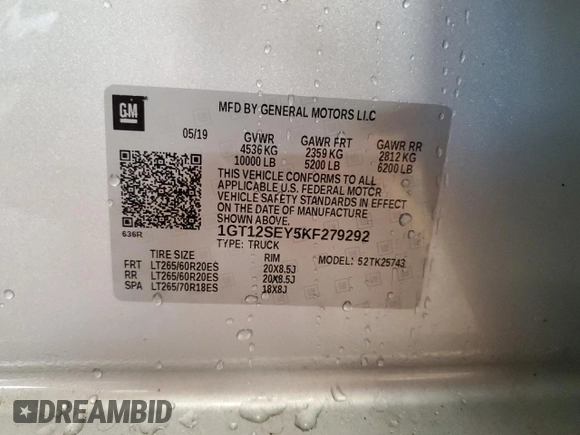 GM
MFD BY GENERAL MOTORS LLC
05/19 GVWR GAWR FRT GAWR RR
4536 KG 2359 KG 2812 KG
10000 LB 5200 LB 6200 LB
THIS VEHICLE CONFORMS TO ALL
APPLICABLE U.S. FEDERAL MOTOR
VEHICLE SAFETY STANDARDS IN EFFECT
ON THE DATE OF MANUFACTURE
SHOWN ABOVE.
636R
1GT12SEY5KF279292
TYPE: TRUCK
MODEL: 52TK25743
TIRE SIZE RIM
FRT LT265/60R20ES 20X8.5J
RR LT265/60R20ES 20X8.5J
SPA LT265/70R18ES 18X8J
DREAMBID